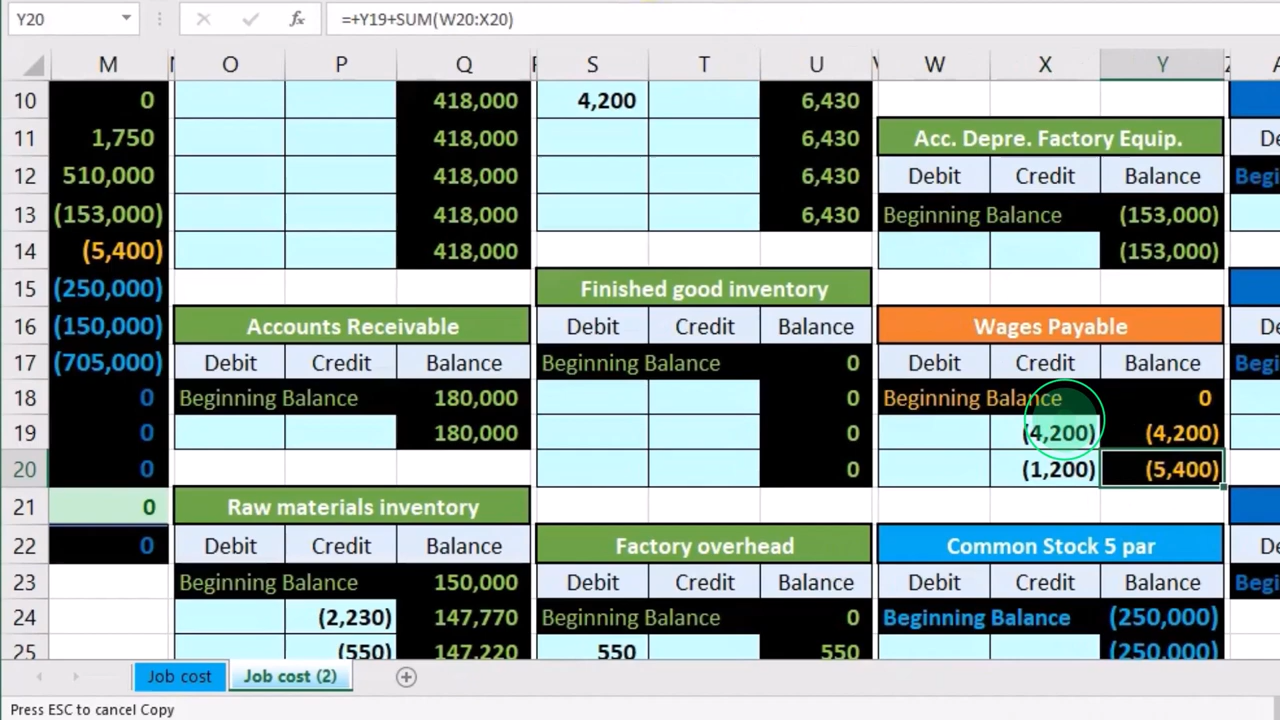 Y20 fx =+Y19+SUM(W20:X20)
M O P Q S T U W X Y
10 0 418,000 4,200 6,430
11 1,750 418,000 6,430 Acc. Depre. Factory Equip.
12 510,000 418,000 6,430 Debit Credit Balance Begi
13 (153,000) 418,000 6,430 Beginning Balance (153,000)
14 (5,400) 418,000 (153,000)
15 (250,000) Finished good inventory
16 (150,000) Accounts Receivable Debit Credit Balance Wages Payable
17 (705,000) Debit Credit Balance Beginning Balance 0 Debit Credit Balance Begi
18 0 Beginning Balance 180,000 0 Beginning Balance 0
19 0 180,000 0 (4,200) (4,200)
20 0 0 (1,200) (5,400)
21 0 Raw materials inventory
22 0 Debit Credit Balance Factory overhead Common Stock 5 par De
23 Beginning Balance 150,000 Debit Credit Balance Debit Credit Balance Begi
24 (2,230) 147,770 Beginning Balance 0 Beginning Balance (250,000)
25 (550) 147,220 550 550 (250,000)
Job cost Job cost (2)
Press ESC to cancel Copy